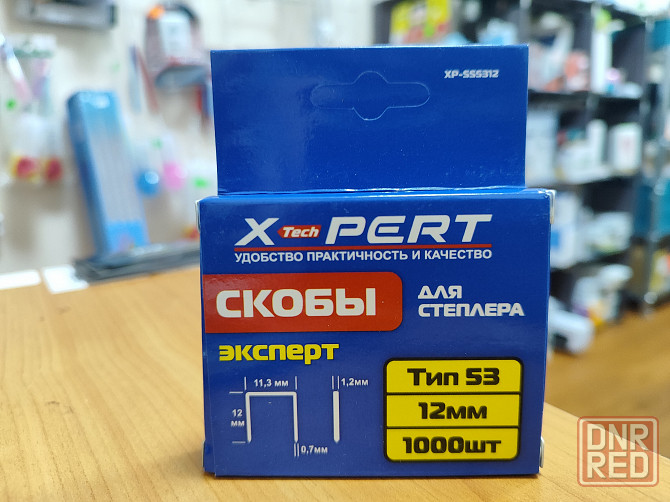 XP-SS5312
X-Tech PERT
УДОБСТВО ПРАКТИЧНОСТЬ И КАЧЕСТВО
СКОБЫ
ДЛЯ
СТЕПЛЕРА
эксперт
11,3 мм
1,2мм
12
мм
0,7мм
Тип 53
12мм
1000шт
DNR
RED